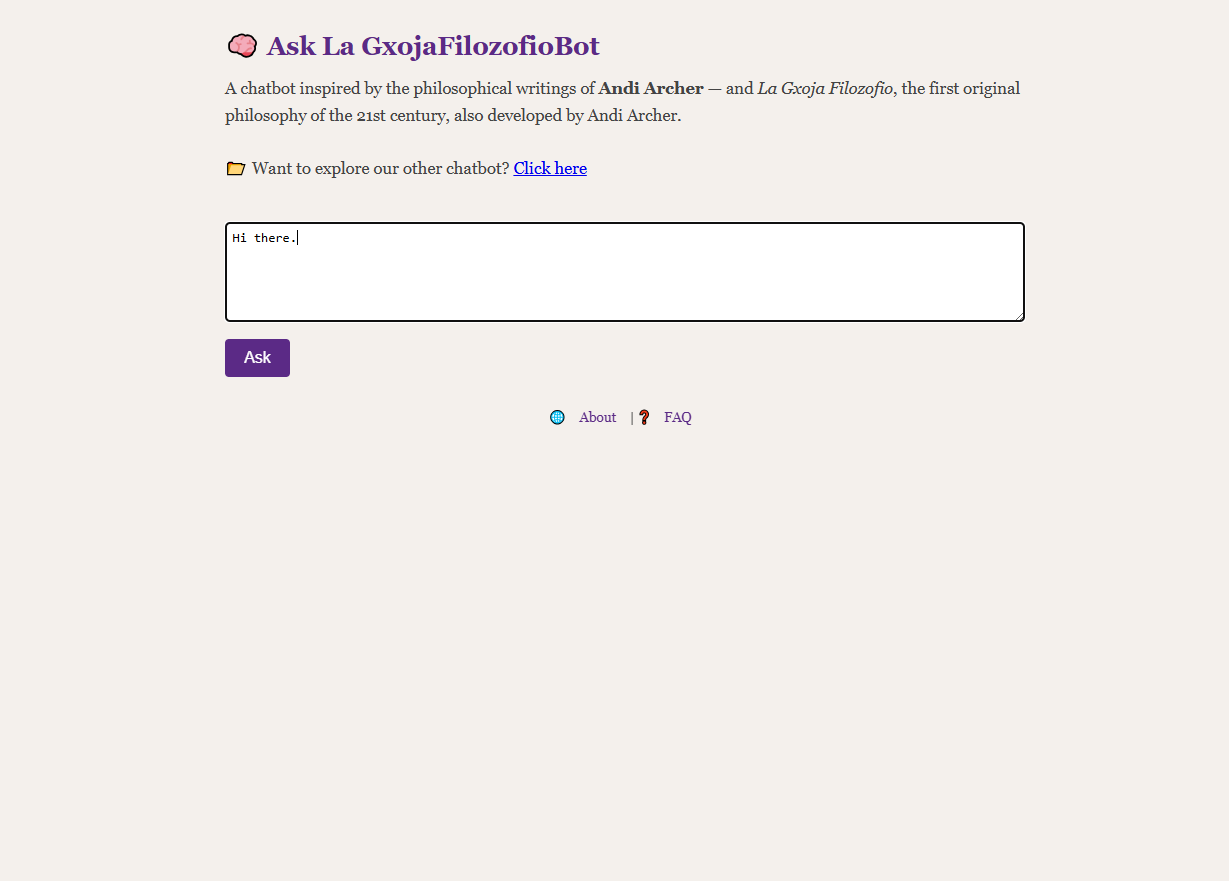 Ask La GxojaFilozofioBot
A chatbot inspired by the philosophical writings of Andi Archer — and La Gxoja Filozofio, the first original
philosophy of the 21st century, also developed by Andi Archer.
Want to explore our other chatbot? Click here
Hi there.
Ask
About | FAQ